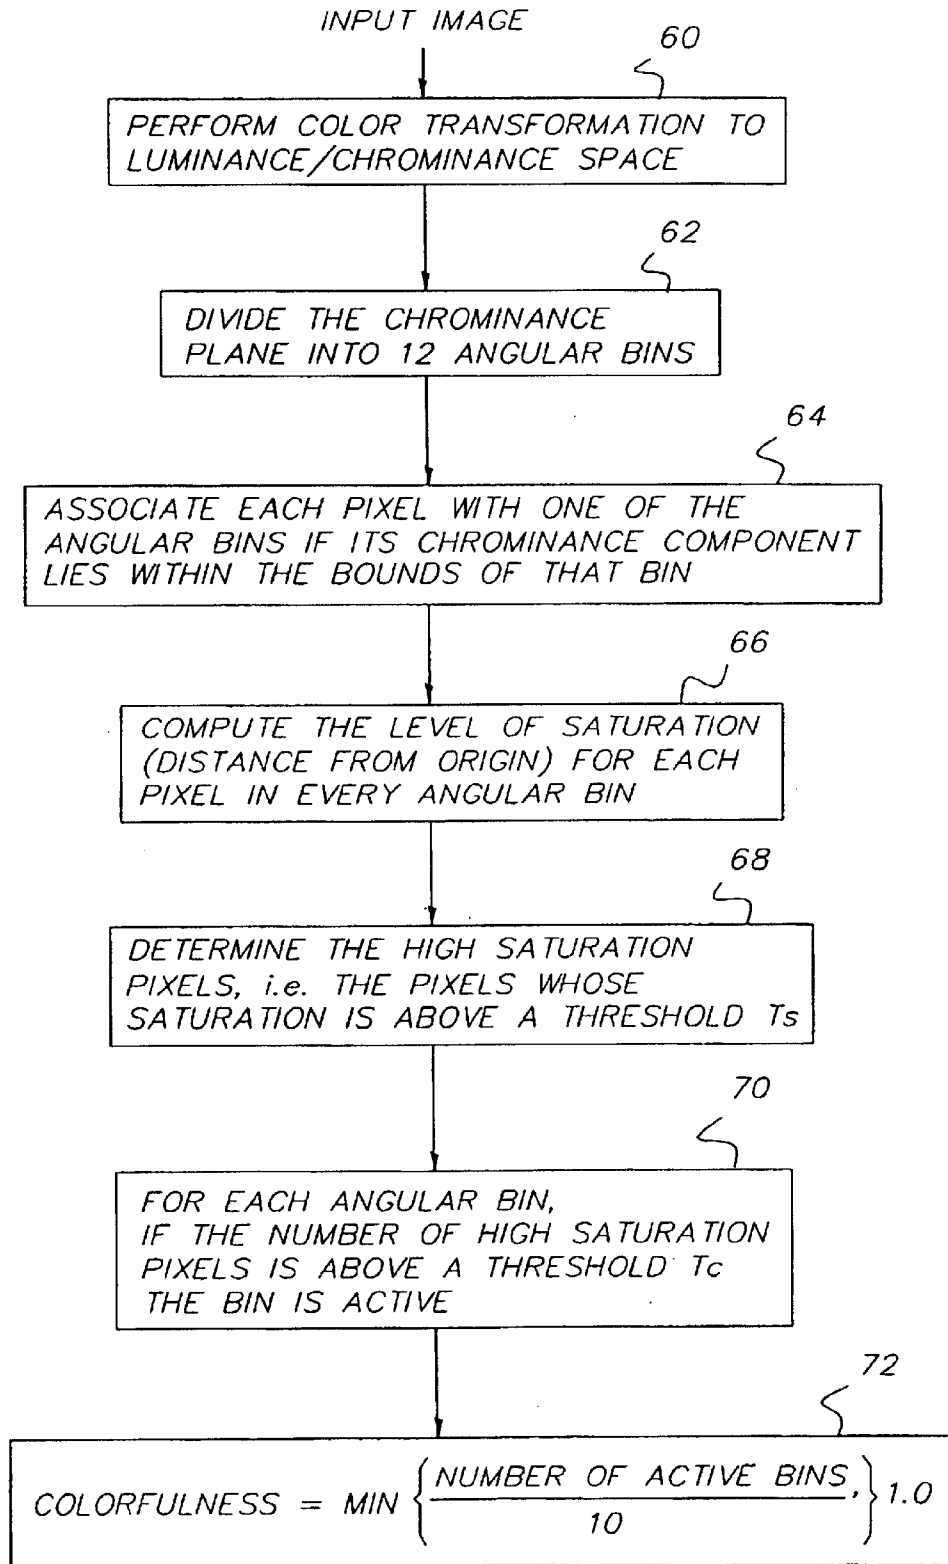 INPUT IMAGE
60
PERFORM COLOR TRANSFORMATION TO
LUMINANCE/CHROMINANCE SPACE
62
DIVIDE THE CHROMINANCE
PLANE INTO 12 ANGULAR BINS
64
ASSOCIATE EACH PIXEL WITH ONE OF THE
ANGULAR BINS IF ITS CHROMINANCE COMPONENT
LIES WITHIN THE BOUNDS OF THAT BIN
66
COMPUTE THE LEVEL OF SATURATION
(DISTANCE FROM ORIGIN) FOR EACH
PIXEL IN EVERY ANGULAR BIN
68
DETERMINE THE HIGH SATURATION
PIXELS, i.e. THE PIXELS WHOSE
SATURATION IS ABOVE A THRESHOLD Ts
70
FOR EACH ANGULAR BIN,
IF THE NUMBER OF HIGH SATURATION
PIXELS IS ABOVE A THRESHOLD Tc
THE BIN IS ACTIVE
72
COLORFULNESS = MIN { NUMBER OF ACTIVE BINS / 10 , } 1.0